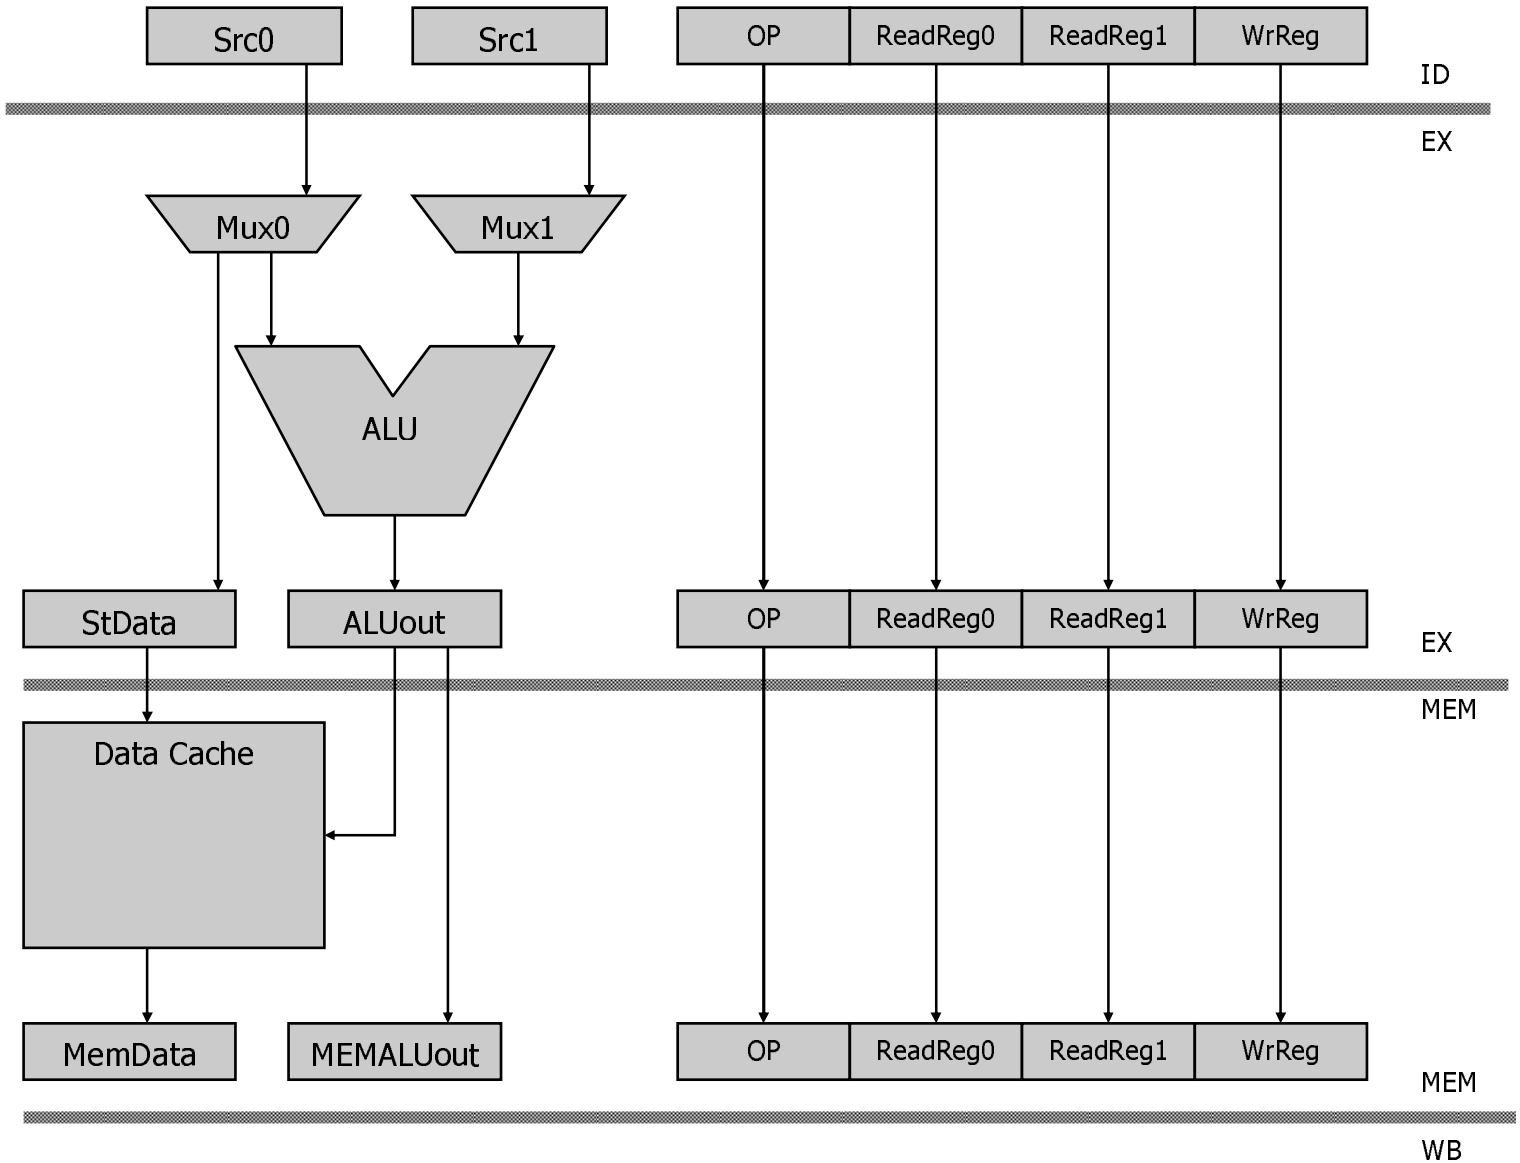 Src0
Src1
OP
ReadReg0
ReadReg1
WrReg
ID
EX
Mux0
Mux1
ALU
StData
ALUout
OP
ReadReg0
ReadReg1
WrReg
EX
MEM
Data Cache
MemData
MEMALUout
OP
ReadReg0
ReadReg1
WrReg
MEM
WB